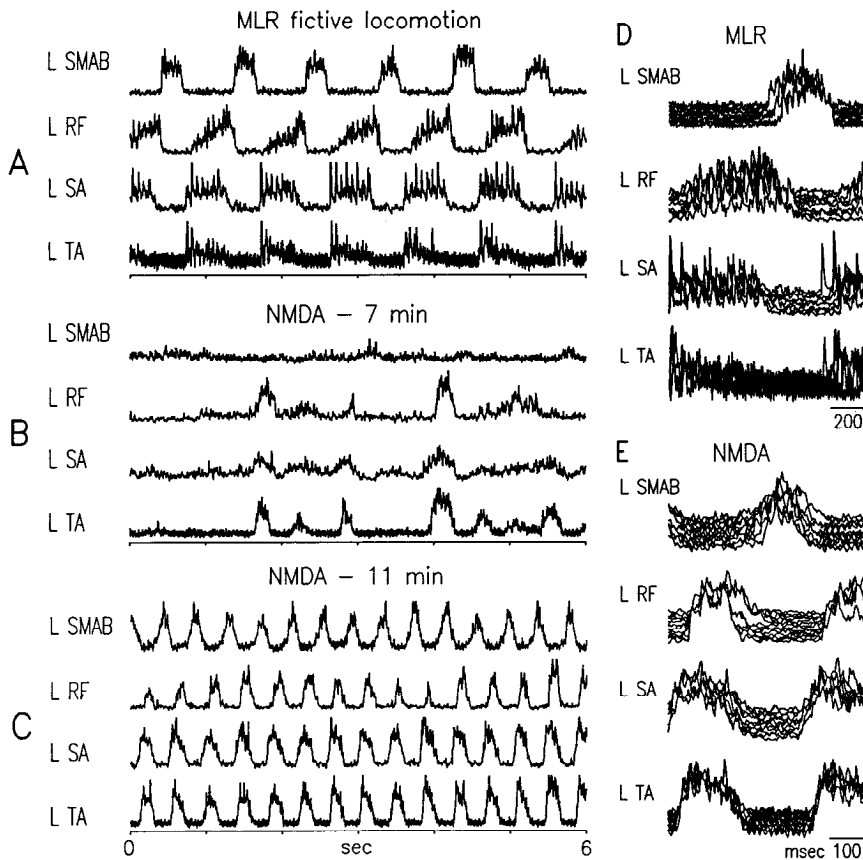 A
MLR fictive locomotion
L SMAB
L RF
L SA
L TA
B
NMDA – 7 min
L SMAB
L RF
L SA
L TA
C
NMDA – 11 min
L SMAB
L RF
L SA
L TA
0 sec 6
D MLR
L SMAB
L RF
L SA
L TA
200
E NMDA
L SMAB
L RF
L SA
L TA
msec 100